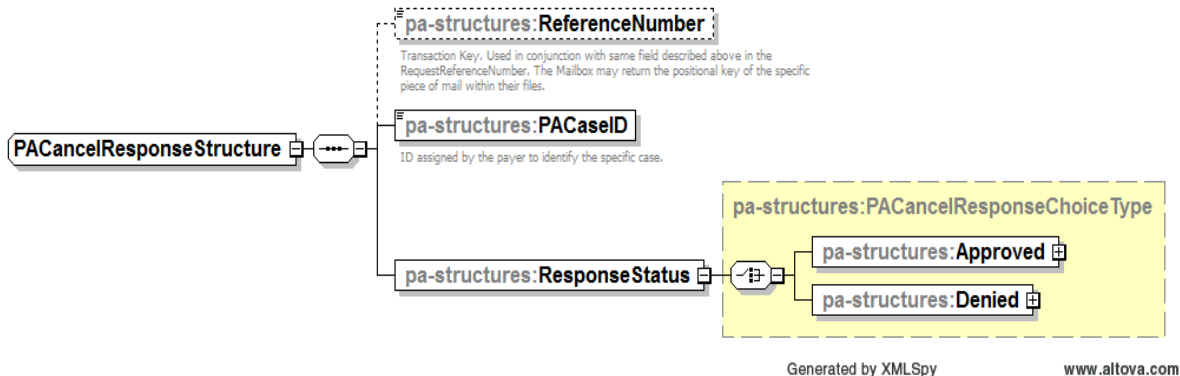 pa-structures:ReferenceNumber
Transaction Key. Used in conjunction with same field described above in the
RequestReferenceNumber. The Mailbox may return the positional key of the specific
piece of mail within their files.
pa-structures:PACaseID
PACancelResponseStructure
ID assigned by the payer to identify the specific case.
pa-structures:PACancelResponseChoiceType
pa-structures:Approved
pa-structures:ResponseStatus
pa-structures:Denied
Generated by XMLSpy
www.altova.com